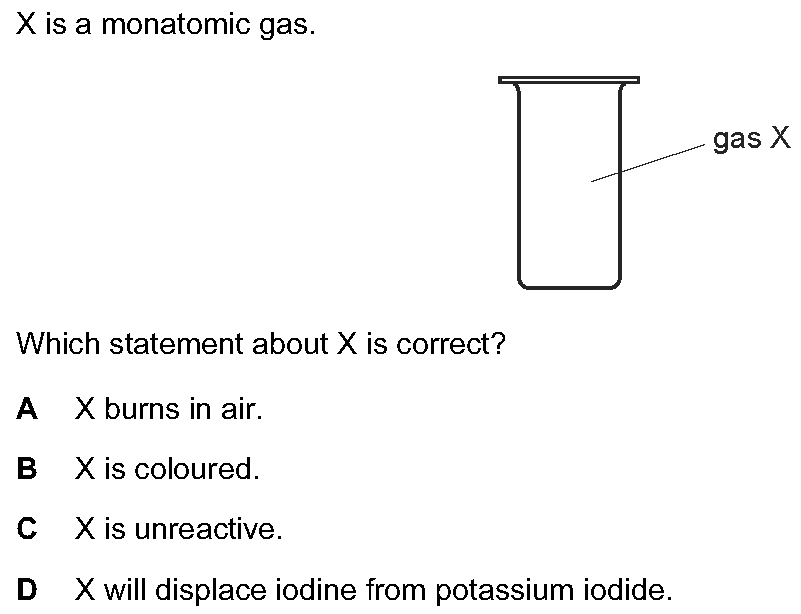 X is a monatomic gas.
gas X
Which statement about X is correct?
A X burns in air.
B X is coloured.
C X is unreactive.
D X will displace iodine from potassium iodide.